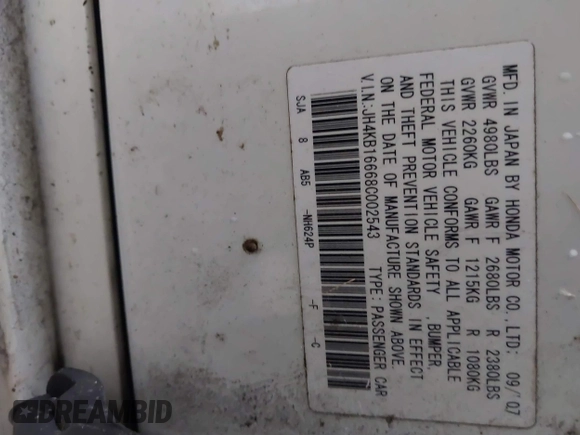 MFD. IN JAPAN BY HONDA MOTOR CO., LTD: 09/'07
GVWR 4980LBS GAWR F 2680LBS R 2380LBS
GVWR 2260KG GAWR F 1215KG R 1080KG
THIS VEHICLE CONFORMS TO ALL APPLICABLE
FEDERAL MOTOR VEHICLE SAFETY ,BUMPER,
AND THEFT PREVENTION STANDARDS IN EFFECT
ON THE DATE OF MANUFACTURE SHOWN ABOVE.
V.I.N:JH4KB16668C002543 TYPE: PASSENGER CAR
SJA 8 AB5 -NH624P -F -C
DREAMBID